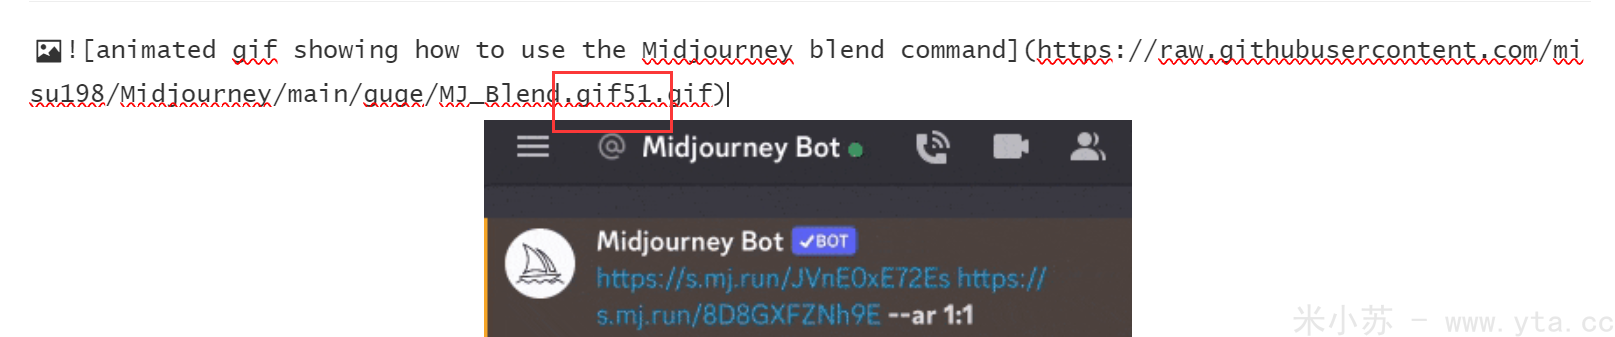 ![animated gif showing how to use the Midjourney blend command](https://raw.githubusercontent.com/mi
su198/Midjourney/main/guge/MJ_Blend.gif51.gif)
@ Midjourney Bot
Midjourney Bot ✓BOT
https://s.mj.run/JVnE0xE72Es https://
s.mj.run/8D8GXFZNh9E --ar 1:1
米小苏 - www.yta.cc